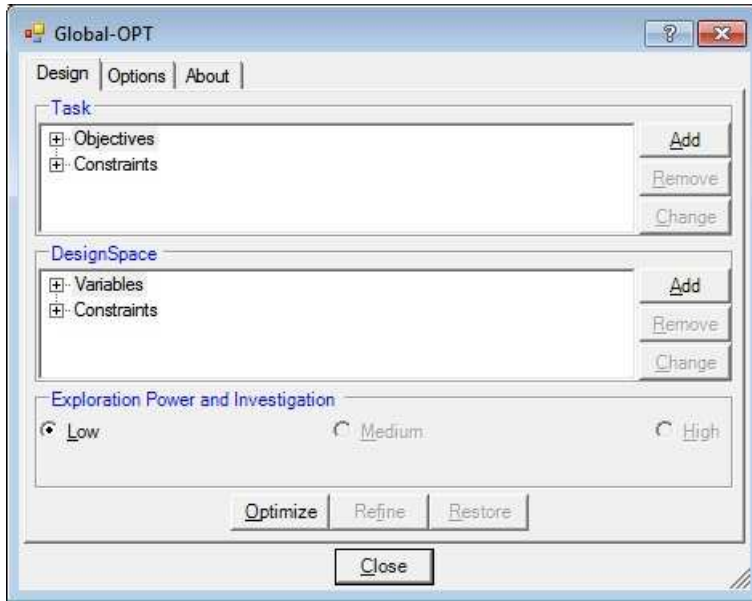 Global-OPT
Design Options About
Task
Objectives
Constraints
Add
Remove
Change
DesignSpace
Variables
Constraints
Add
Remove
Change
Exploration Power and Investigation
Low Medium High
Optimize Refine Restore
Close